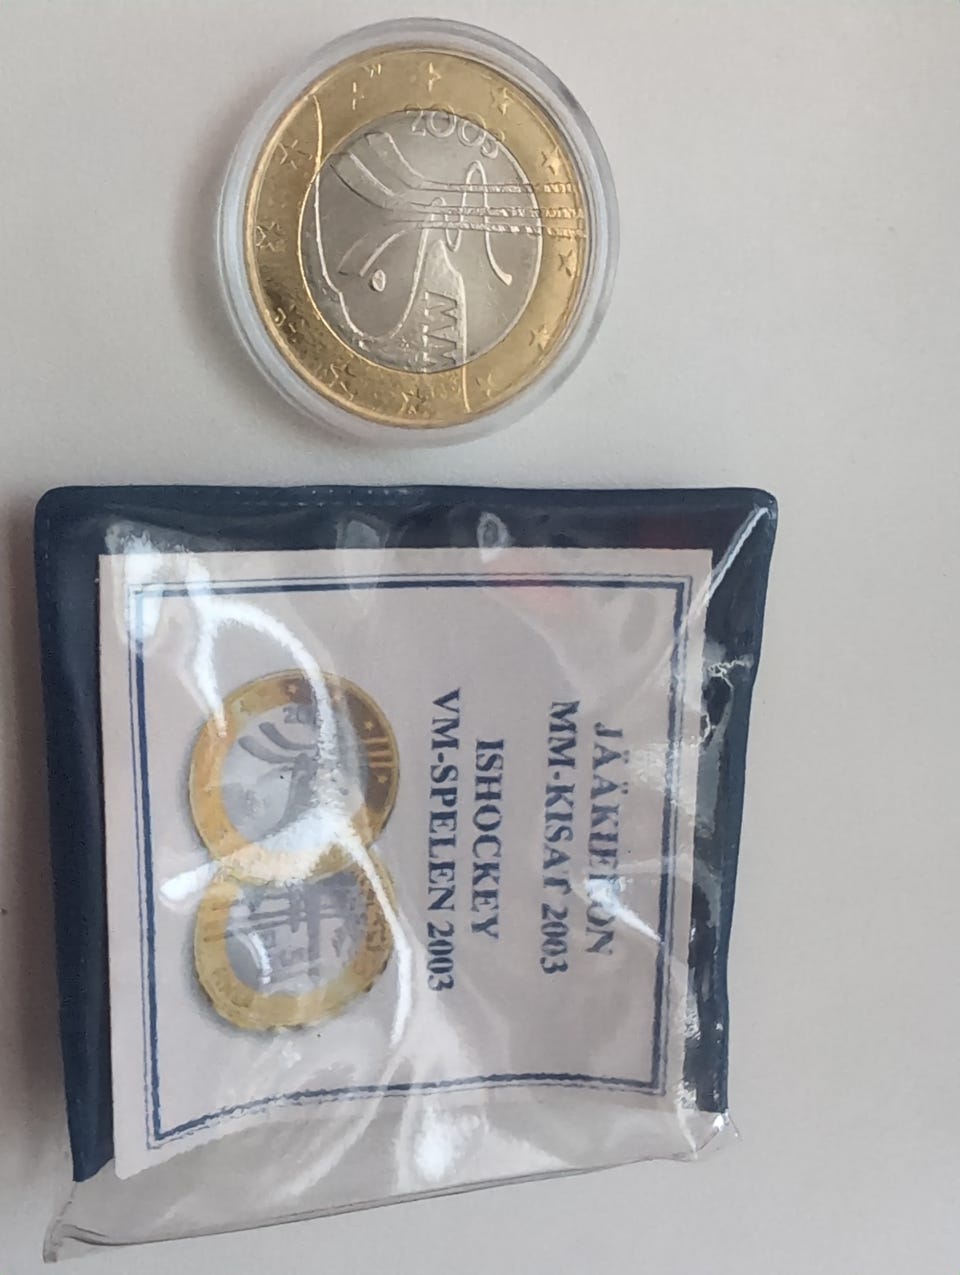 2003
MM
JÄÄKIEKON
MM-KISAT 2003
ISHOCKEY
VM-SPELEN 2003